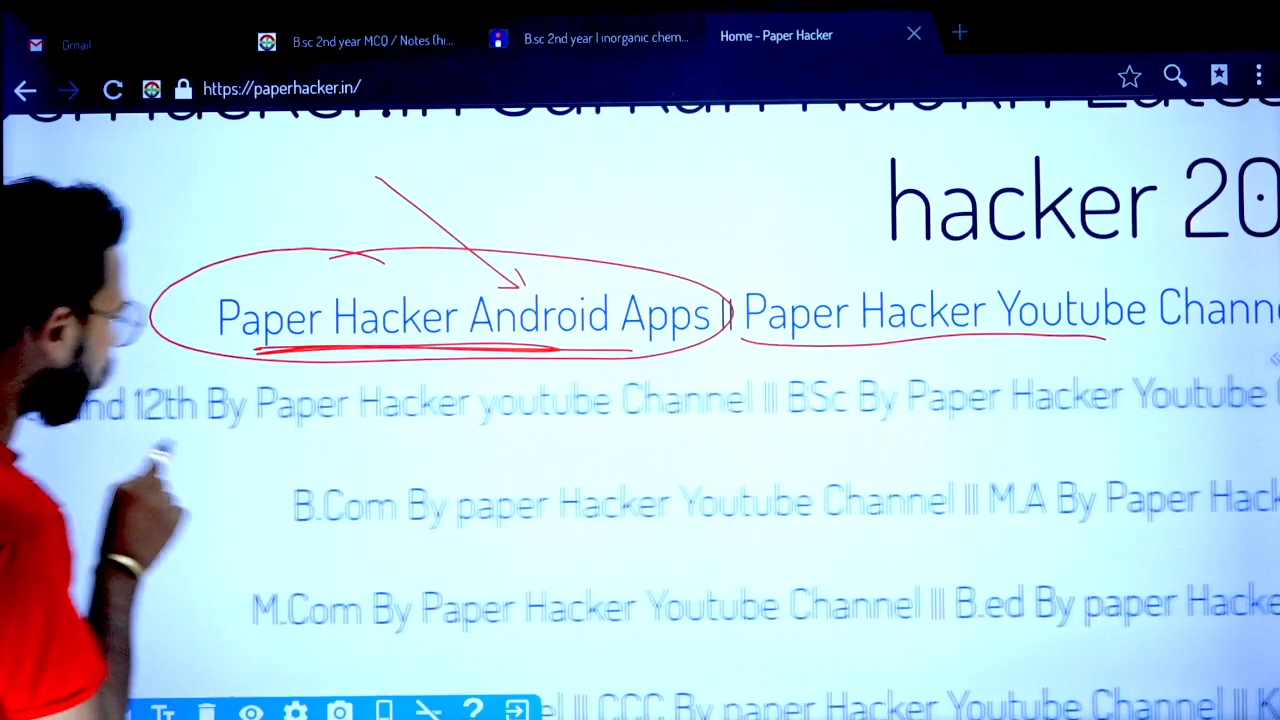 Gmail
B.sc 2nd year MCQ / Notes (hi...
B.sc 2nd year l inorganic chem...
Home - Paper Hacker
https://paperhacker.in/
hacker 20
Paper Hacker Android Apps || Paper Hacker Youtube Chann
nd 12th By Paper Hacker youtube Channel ||| BSc By Paper Hacker Youtube
B.Com By paper Hacker Youtube Channel ||| M.A By Paper Hack
M.Com By Paper Hacker Youtube Channel ||| B.ed By paper Hacke
el ||| CCC By paper Hacker Youtube Channel ||| K